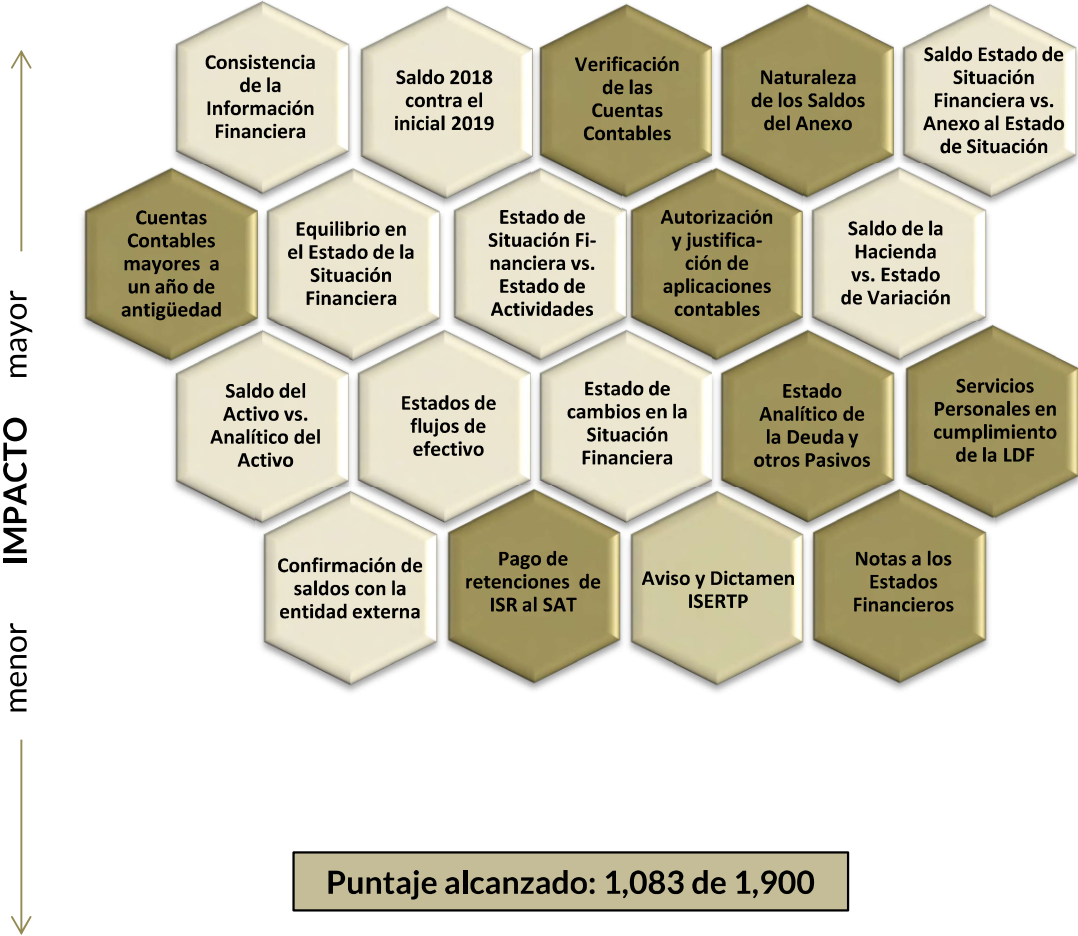 Consistencia
de la
Información
Financiera
Saldo 2018
contra el
inicial 2019
Verificación
de las
Cuentas
Contables
Naturaleza
de los Saldos
del Anexo
Saldo Estado de
Situación
Financiera vs.
Anexo al Estado
de Situación
Cuentas
Contables
mayores a
un año de
antigüedad
Equilibrio en
el Estado de la
Situación
Financiera
Estado de
Situación Fi-
nanciera vs.
Estado de
Actividades
Autorización
y justifica-
ción de
aplicaciones
contables
Saldo de la
Hacienda
vs. Estado
de Variación
Saldo del
Activo vs.
Analítico del
Activo
Estados de
flujos de
efectivo
Estado de
cambios en la
Situación
Financiera
Estado
Analítico de
la Deuda y
otros Pasivos
Servicios
Personales en
cumplimiento
de la LDF
Confirmación de
saldos con la
entidad externa
Pago de
retenciones de
ISR al SAT
Aviso y Dictamen
ISERTP
Notas a los
Estados
Financieros
menor IMPACTO mayor
Puntaje alcanzado: 1,083 de 1,900